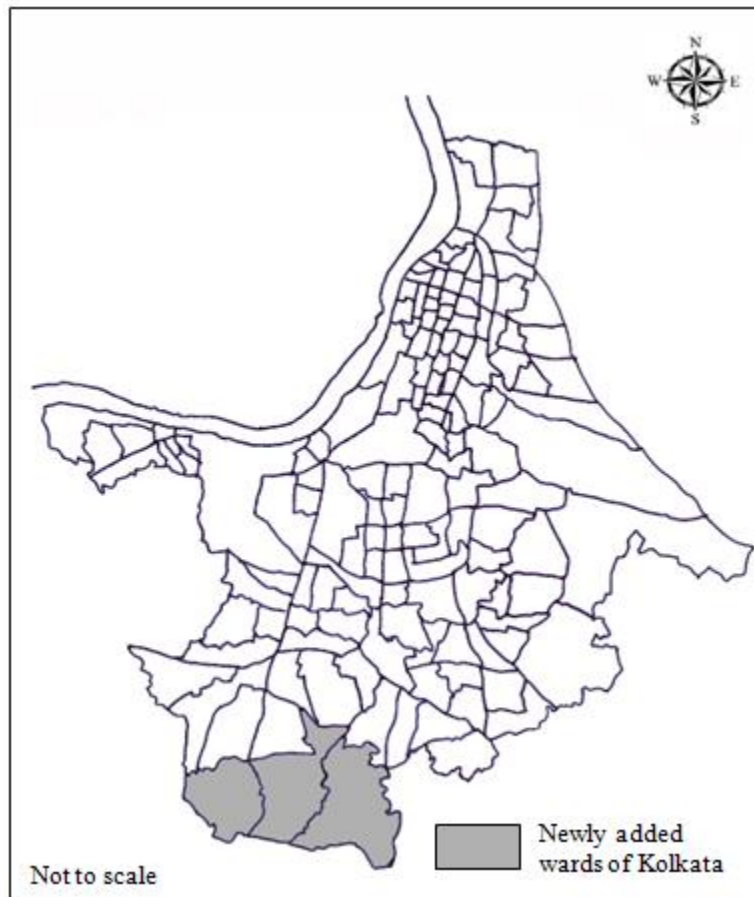 N
W E
S
Newly added
wards of Kolkata
Not to scale